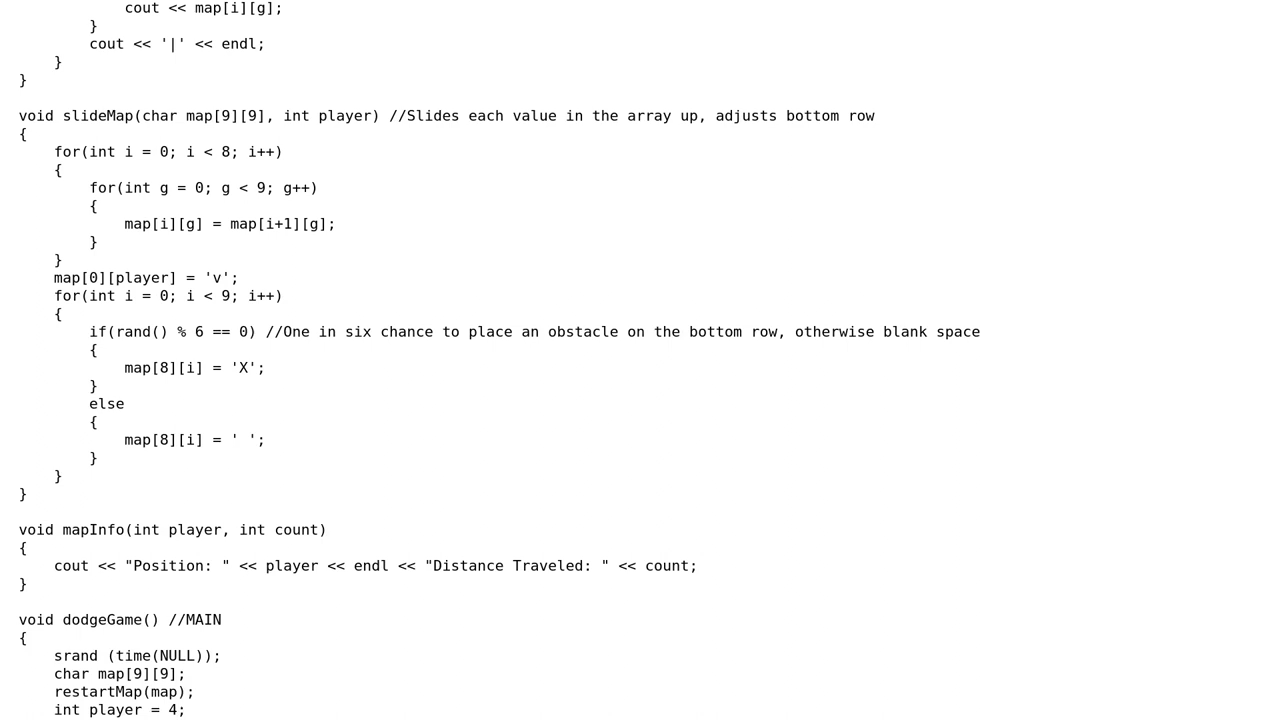 cout << map[i][g];
        }
        cout << '|' << endl;
    }
}

void slideMap(char map[9][9], int player) //Slides each value in the array up, adjusts bottom row
{
    for(int i = 0; i < 8; i++)
    {
        for(int g = 0; g < 9; g++)
        {
            map[i][g] = map[i+1][g];
        }
    }
    map[0][player] = 'v';
    for(int i = 0; i < 9; i++)
    {
        if(rand() % 6 == 0) //One in six chance to place an obstacle on the bottom row, otherwise blank space
        {
            map[8][i] = 'X';
        }
        else
        {
            map[8][i] = ' ';
        }
    }
}

void mapInfo(int player, int count)
{
    cout << "Position: " << player << endl << "Distance Traveled: " << count;
}

void dodgeGame() //MAIN
{
    srand (time(NULL));
    char map[9][9];
    restartMap(map);
    int player = 4;